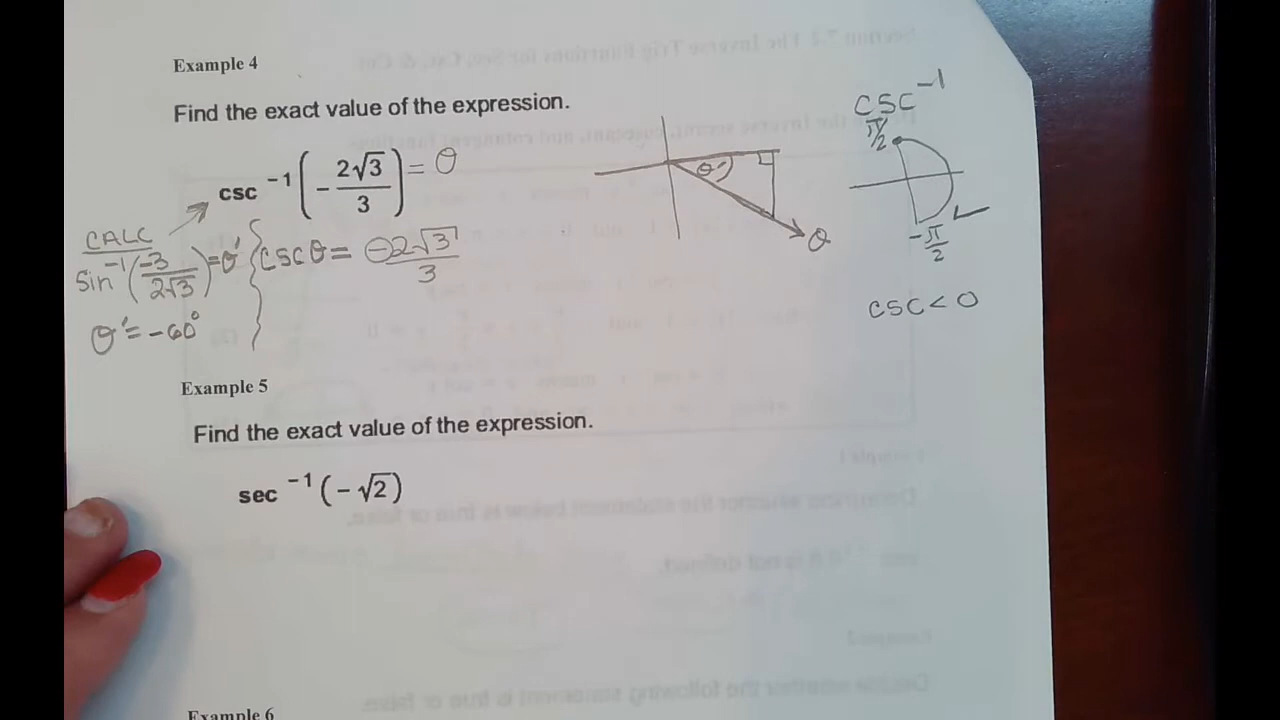 Example 4
Find the exact value of the expression.
csc⁻¹(-2√3/3) = θ
CALC
sin⁻¹(-3/2√3) = θ'
θ' = -60°
csc θ = -2√3/3
θ'
θ
csc⁻¹
π/2
-π/2
csc < 0
Example 5
Find the exact value of the expression.
sec⁻¹(-√2)
Example 6